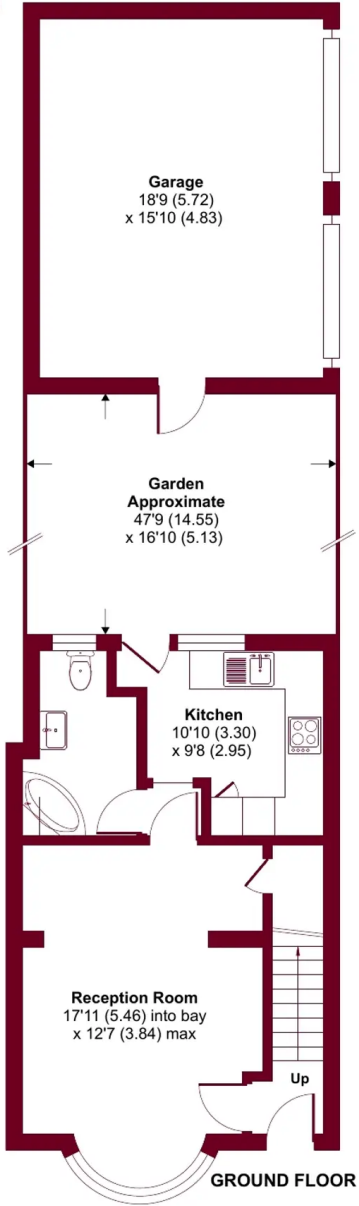 Garage
18'9 (5.72)
x 15'10 (4.83)
Garden
Approximate
47'9 (14.55)
x 16'10 (5.13)
Kitchen
10'10 (3.30)
x 9'8 (2.95)
Reception Room
17'11 (5.46) into bay
x 12'7 (3.84) max
Up
GROUND FLOOR